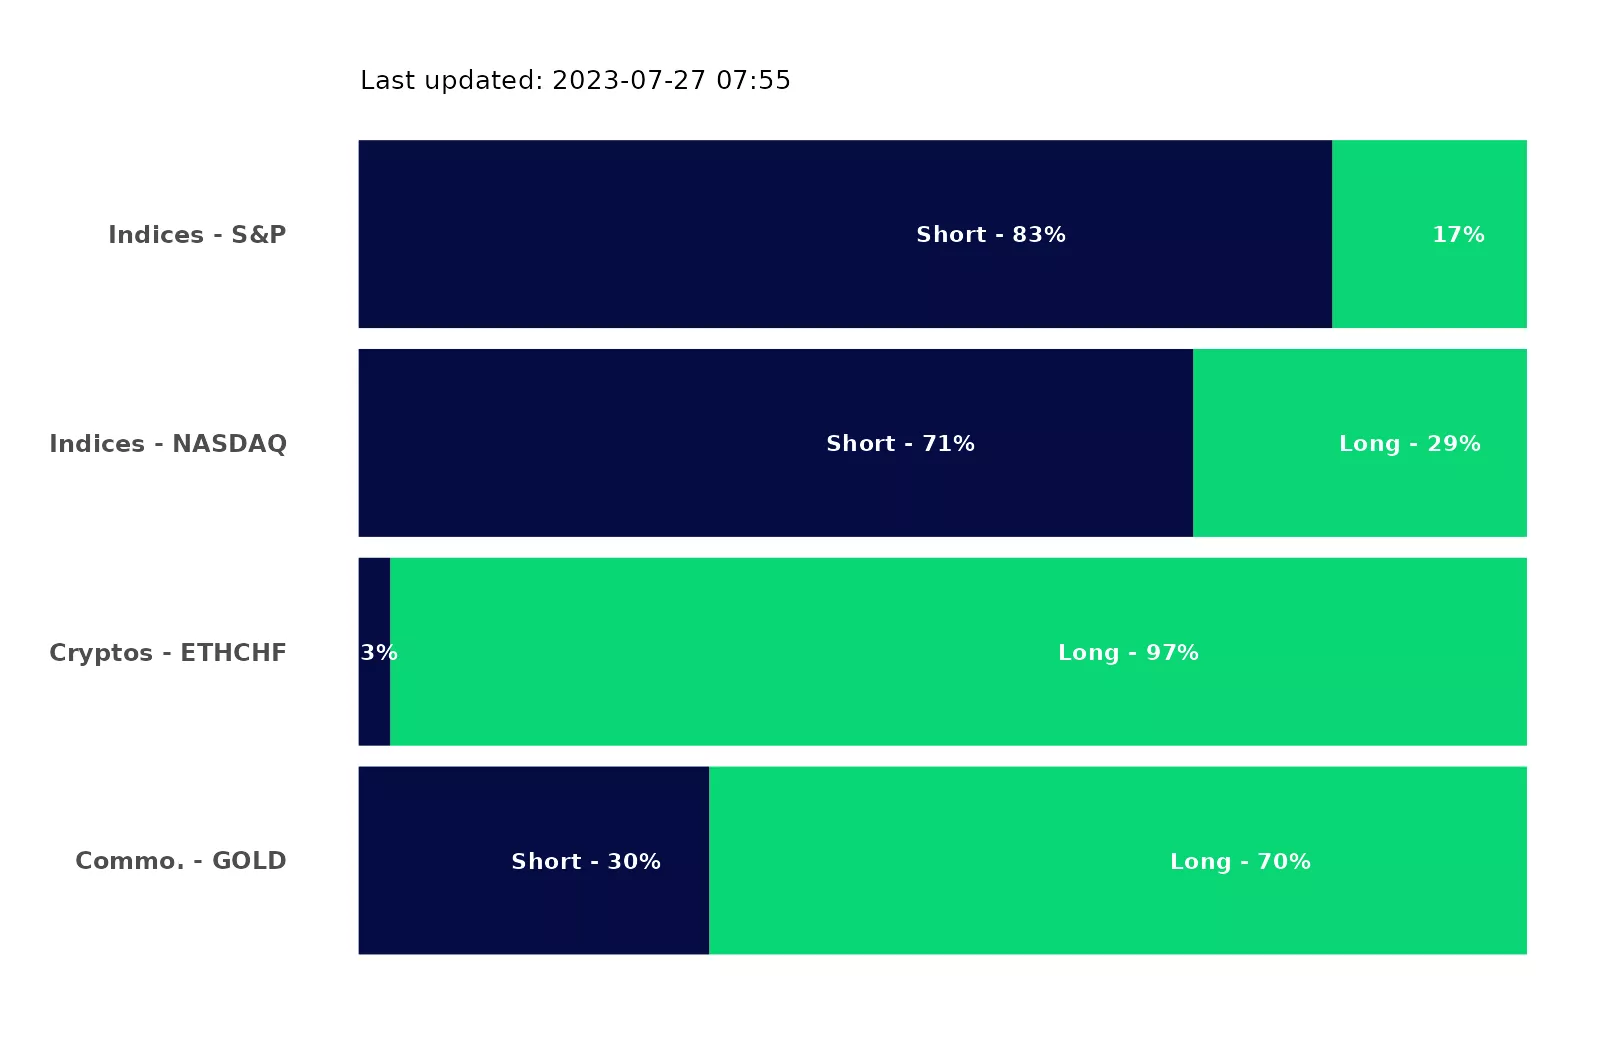 Last updated: 2023-07-27 07:55
Indices - S&P Short - 83% 17%
Indices - NASDAQ Short - 71% Long - 29%
Cryptos - ETHCHF 3% Long - 97%
Commo. - GOLD Short - 30% Long - 70%